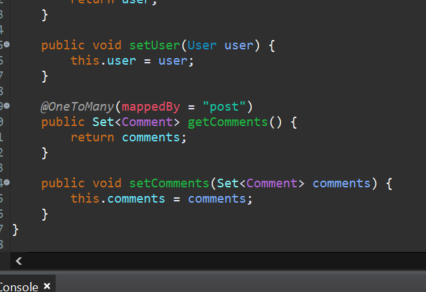 return user;
}
public void setUser(User user) {
this.user = user;
}
@OneToMany(mappedBy = "post")
public Set<Comment> getComments() {
return comments;
}
public void setComments(Set<Comment> comments) {
this.comments = comments;
}
}
Console